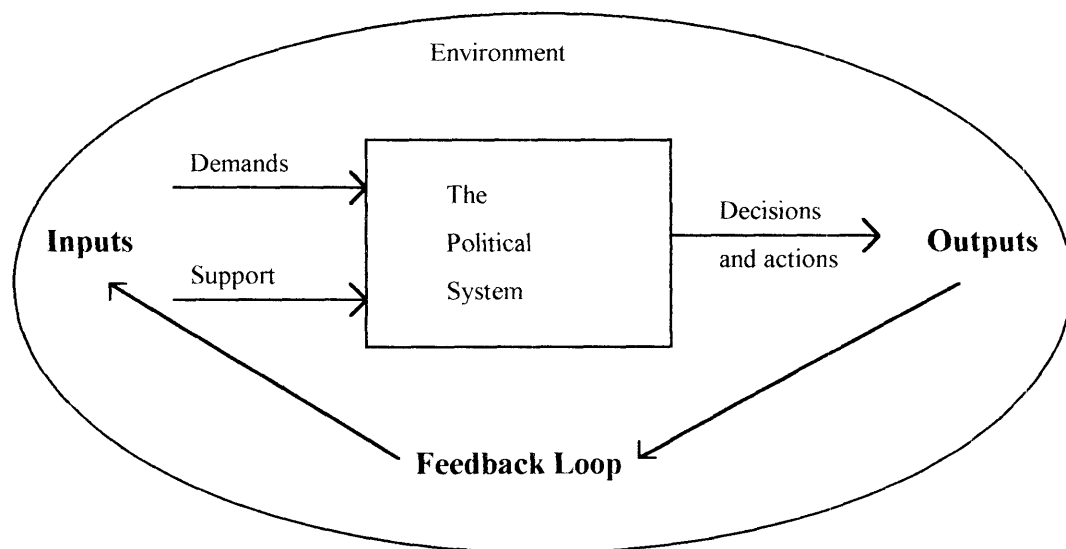 Environment
Demands
The
Political
System
Decisions
and actions
Inputs
Outputs
Support
Feedback Loop